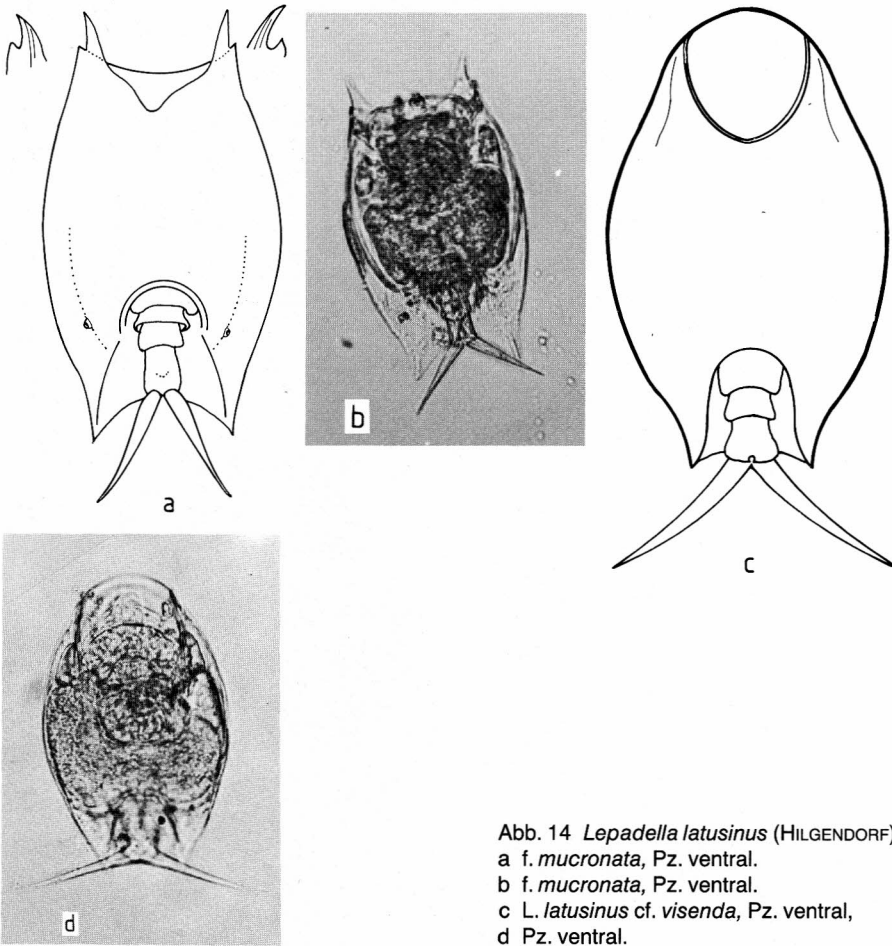 a
b
c
d
Abb. 14 Lepadella latusinus (HILGENDORF)
a f. mucronata, Pz. ventral.
b f. mucronata, Pz. ventral.
c L. latusinus cf. visenda, Pz. ventral,
d Pz. ventral.